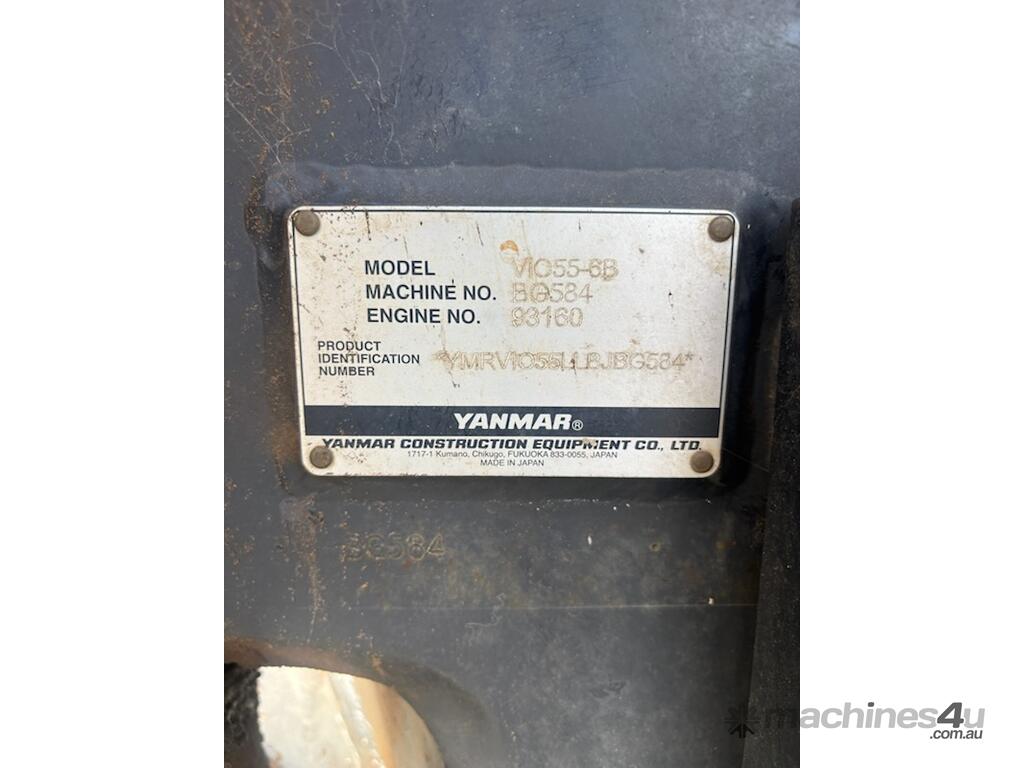 MODEL VIO55-6B
MACHINE NO. BG584
ENGINE NO. 93160
PRODUCT
IDENTIFICATION *YMRVIO55LLBJBG584*
NUMBER
YANMAR®
YANMAR CONSTRUCTION EQUIPMENT CO., LTD.
1717-1 Kumano, Chikugo, FUKUOKA 833-0055, JAPAN
MADE IN JAPAN
BG584
machines4u
.com.au